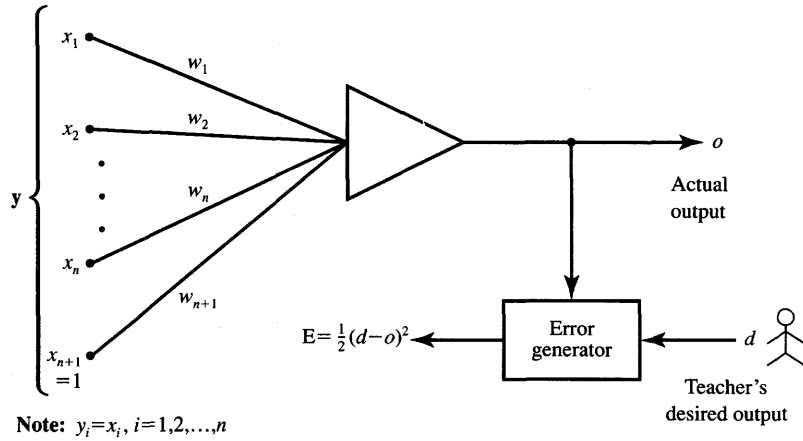 x₁
w₁
x₂
w₂
y
wₙ
xₙ
wₙ₊₁
xₙ₊₁
=1
o
Actual
output
E=½(d−o)²
Error
generator
d
Teacher's
desired output
Note: yᵢ=xᵢ, i=1,2,...,n